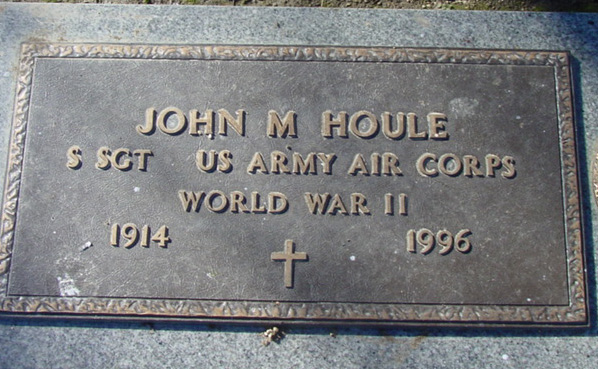 JOHN M HOULE
S SGT US ARMY AIR CORPS
WORLD WAR II
1914 1996